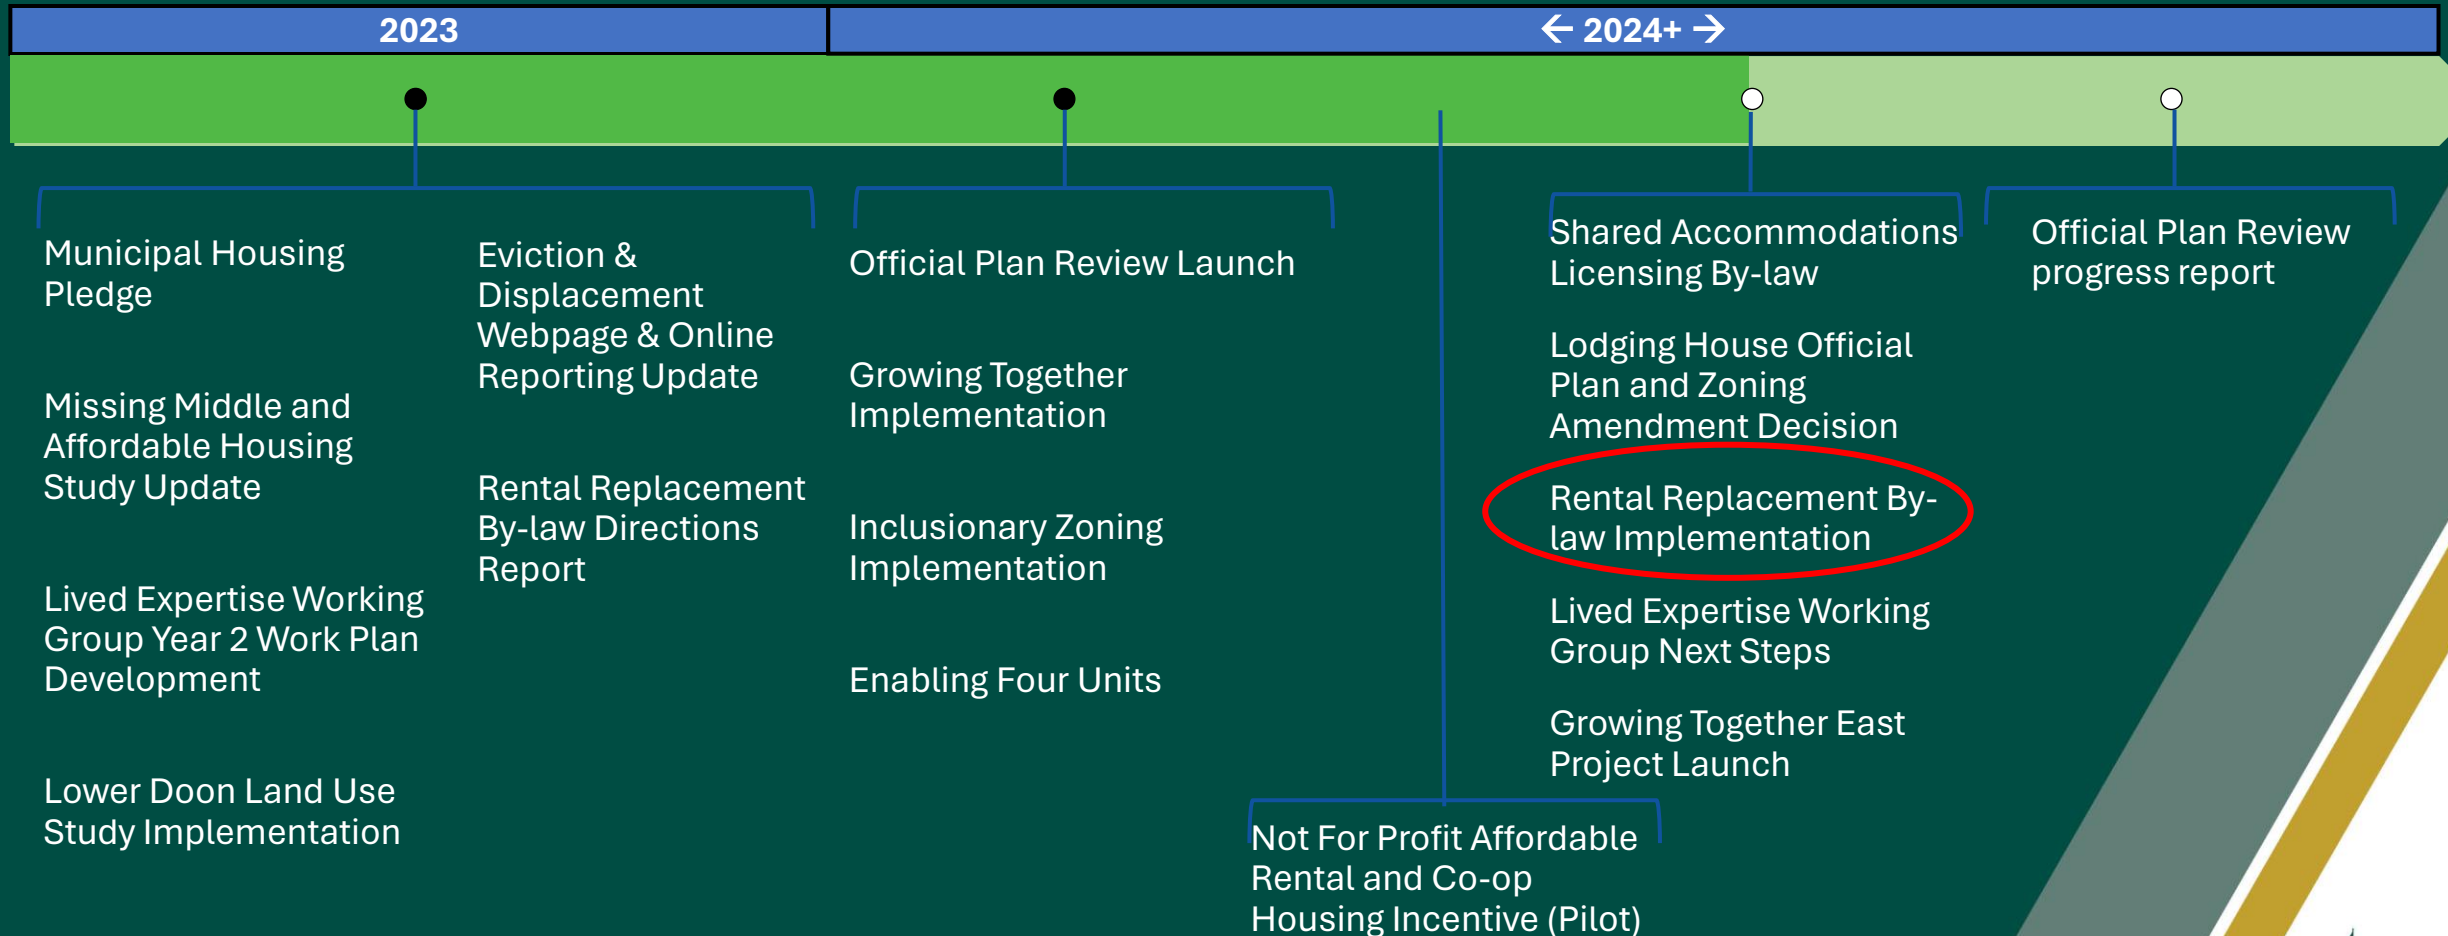 2023
← 2024+ →
Municipal Housing
Pledge
Missing Middle and
Affordable Housing
Study Update
Lived Expertise Working
Group Year 2 Work Plan
Development
Lower Doon Land Use
Study Implementation
Eviction &
Displacement
Webpage & Online
Reporting Update
Rental Replacement
By-law Directions
Report
Official Plan Review Launch
Growing Together
Implementation
Inclusionary Zoning
Implementation
Enabling Four Units
Not For Profit Affordable
Rental and Co-op
Housing Incentive (Pilot)
Shared Accommodations
Licensing By-law
Lodging House Official
Plan and Zoning
Amendment Decision
Rental Replacement By-
law Implementation
Lived Expertise Working
Group Next Steps
Growing Together East
Project Launch
Official Plan Review
progress report